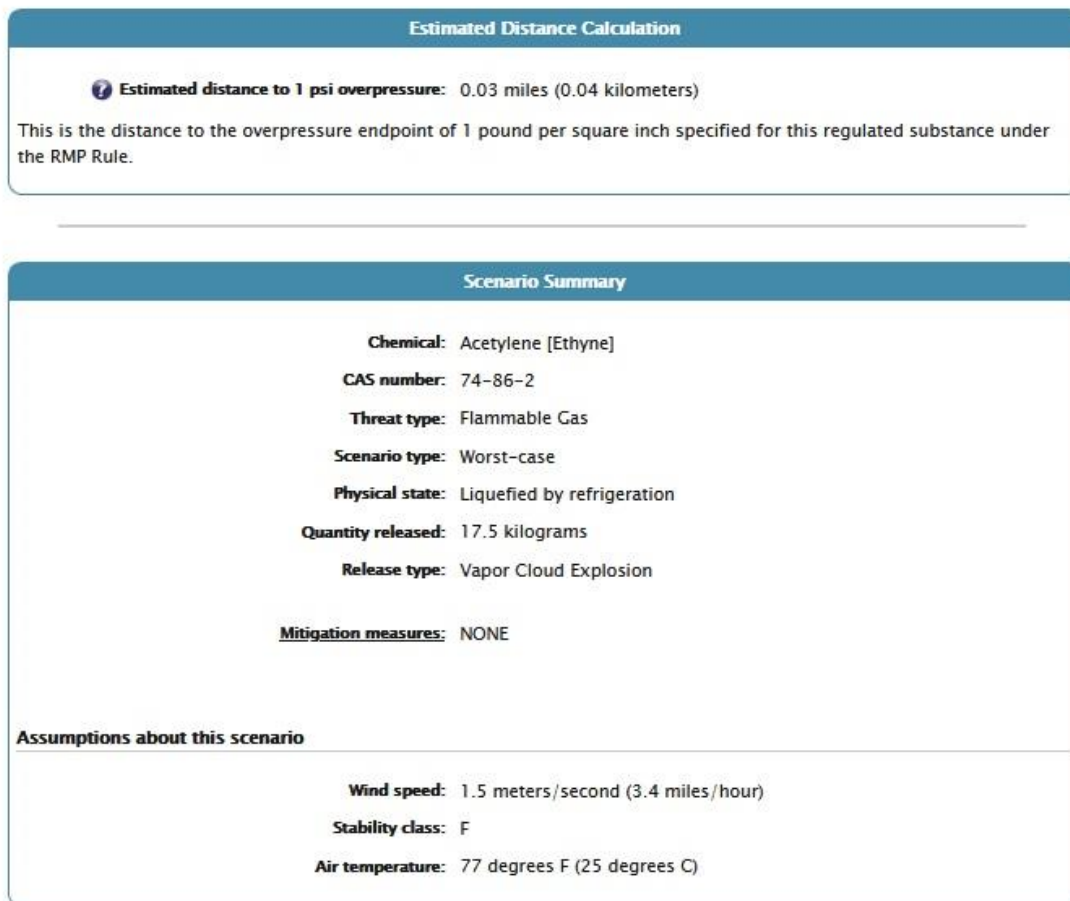 Estimated Distance Calculation
Estimated distance to 1 psi overpressure: 0.03 miles (0.04 kilometers)
This is the distance to the overpressure endpoint of 1 pound per square inch specified for this regulated substance under
the RMP Rule.
Scenario Summary
Chemical: Acetylene [Ethyne]
CAS number: 74-86-2
Threat type: Flammable Gas
Scenario type: Worst-case
Physical state: Liquefied by refrigeration
Quantity released: 17.5 kilograms
Release type: Vapor Cloud Explosion
Mitigation measures: NONE
Assumptions about this scenario
Wind speed: 1.5 meters/second (3.4 miles/hour)
Stability class: F
Air temperature: 77 degrees F (25 degrees C)